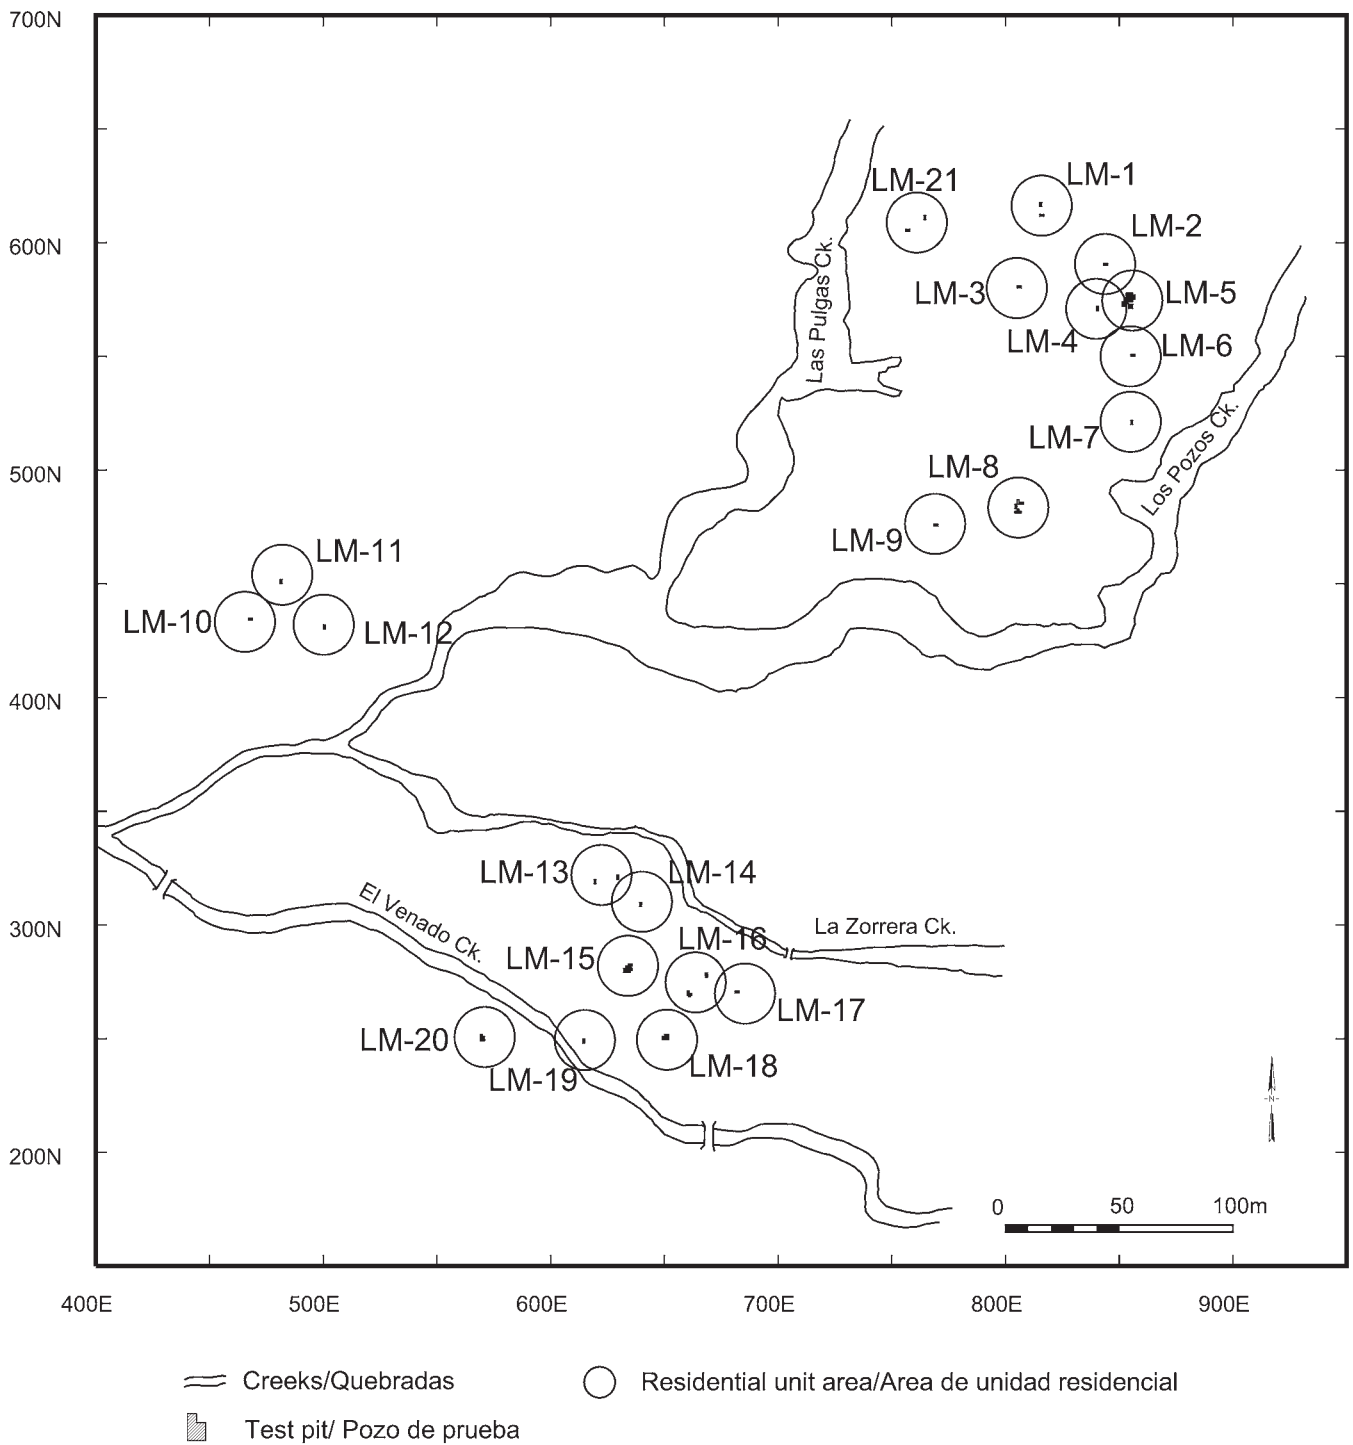 700N
LM-1
LM-21
LM-2
600N
Las Pulgas Ck.
LM-3
LM-5
LM-4
LM-6
Los Pozos Ck.
LM-7
LM-8
500N
LM-9
LM-11
LM-10
LM-12
400N
LM-13
LM-14
El Venado Ck.
300N
La Zorrera Ck.
LM-16
LM-15
LM-17
LM-20
LM-18
LM-19
N
200N
0 50 100m
400E 500E 600E 700E 800E 900E
Creeks/Quebradas
Residential unit area/Area de unidad residencial
Test pit/ Pozo de prueba